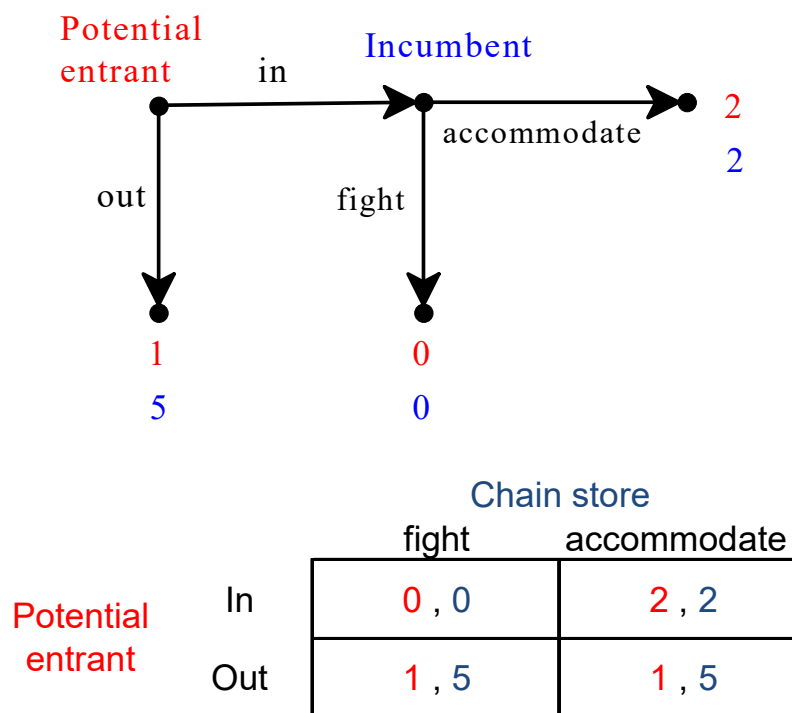 Potential
entrant
in
Incumbent
accommodate
2
2
out
fight
1
5
0
0
Chain store
fight accommodate
Potential
entrant
In 0 , 0 2 , 2
Out 1 , 5 1 , 5